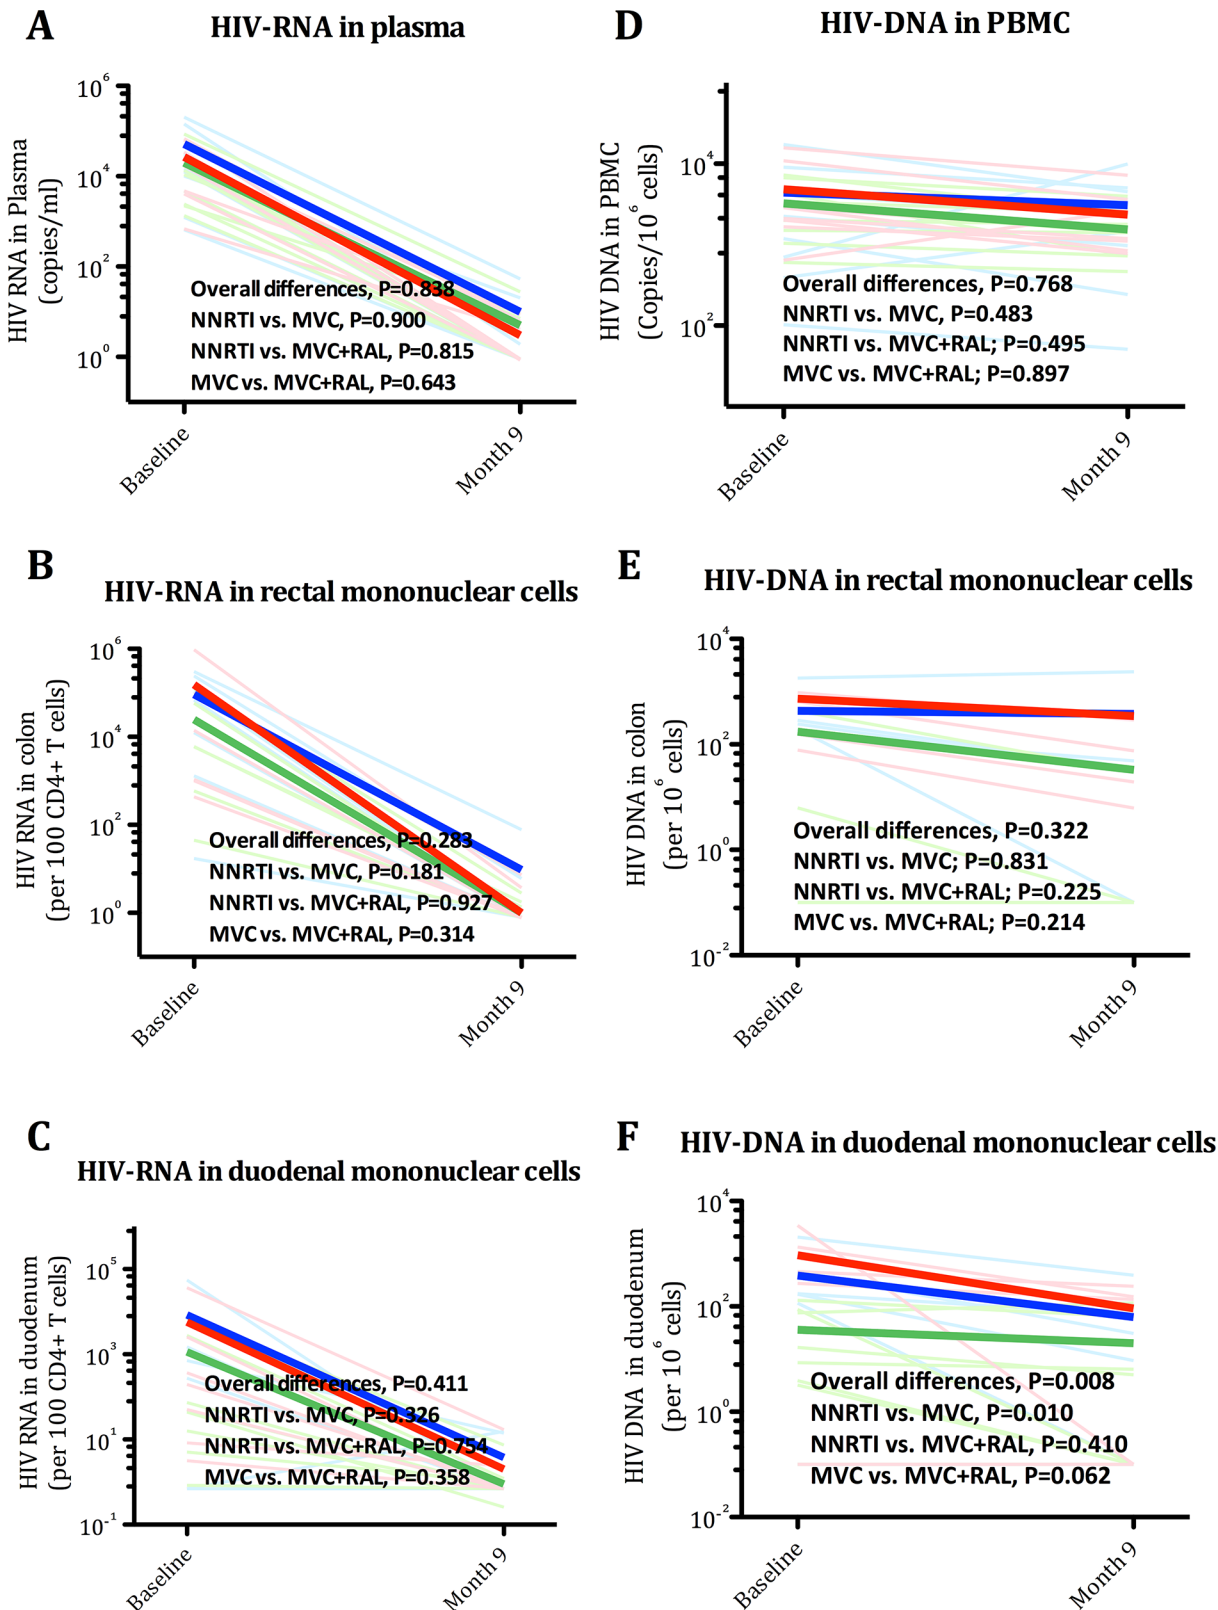 A
HIV-RNA in plasma
HIV RNA in Plasma
(copies/ml)
10^6
10^4
10^2
10^0
Overall differences, P=0.838
NNRTI vs. MVC, P=0.900
NNRTI vs. MVC+RAL, P=0.815
MVC vs. MVC+RAL, P=0.643
Baseline
Month 9
D
HIV-DNA in PBMC
HIV DNA in PBMC
(Copies/10^6 cells)
10^4
10^2
Overall differences, P=0.768
NNRTI vs. MVC, P=0.483
NNRTI vs. MVC+RAL; P=0.495
MVC vs. MVC+RAL; P=0.897
Baseline
Month 9
B
HIV-RNA in rectal mononuclear cells
HIV RNA in colon
(per 100 CD4+ T cells)
10^6
10^4
10^2
10^0
Overall differences, P=0.283
NNRTI vs. MVC, P=0.181
NNRTI vs. MVC+RAL, P=0.927
MVC vs. MVC+RAL, P=0.314
Baseline
Month 9
E
HIV-DNA in rectal mononuclear cells
HIV DNA in colon
(per 10^6 cells)
10^4
10^2
10^0
10^-2
Overall differences, P=0.322
NNRTI vs. MVC; P=0.831
NNRTI vs. MVC+RAL; P=0.225
MVC vs. MVC+RAL; P=0.214
Baseline
Month 9
C
HIV-RNA in duodenal mononuclear cells
HIV RNA in duodenum
(per 100 CD4+ T cells)
10^5
10^3
10^1
10^-1
Overall differences, P=0.411
NNRTI vs. MVC, P=0.326
NNRTI vs. MVC+RAL, P=0.754
MVC vs. MVC+RAL, P=0.358
Baseline
Month 9
F
HIV-DNA in duodenal mononuclear cells
HIV DNA in duodenum
(per 10^6 cells)
10^4
10^2
10^0
10^-2
Overall differences, P=0.008
NNRTI vs. MVC, P=0.010
NNRTI vs. MVC+RAL, P=0.410
MVC vs. MVC+RAL, P=0.062
Baseline
Month 9